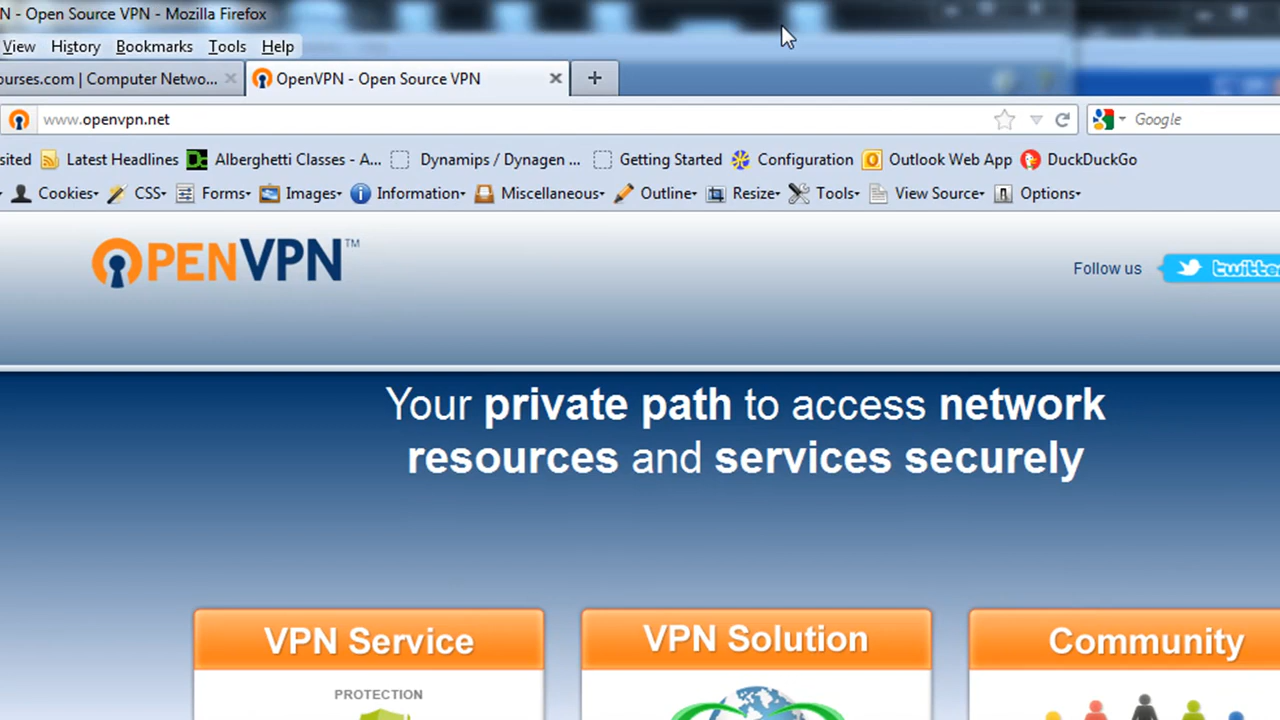 N - Open Source VPN - Mozilla Firefox
View History Bookmarks Tools Help
ourses.com | Computer Netwo... OpenVPN - Open Source VPN
www.openvpn.net Google
sited Latest Headlines Alberghetti Classes - A... Dynamips / Dynagen ... Getting Started Configuration Outlook Web App DuckDuckGo
Cookies CSS Forms Images Information Miscellaneous Outline Resize Tools View Source Options
OPENVPN™
Follow us twitter
Your private path to access network
resources and services securely
VPN Service VPN Solution Community
PROTECTION